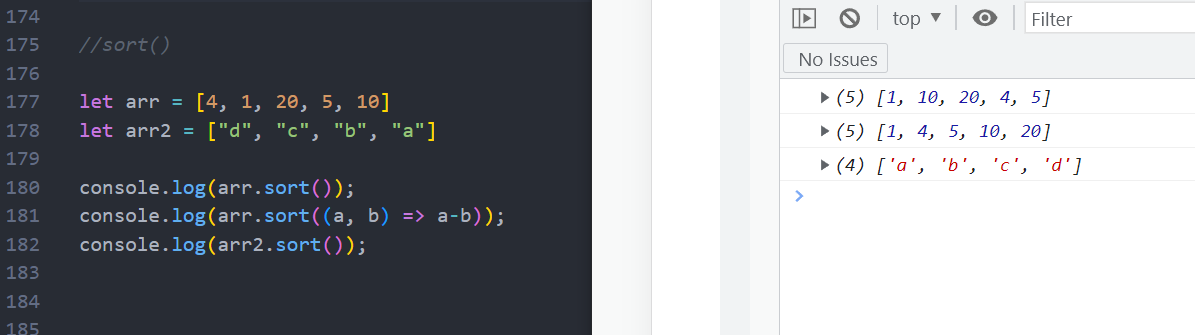 174
175 //sort()
176
177 let arr = [4, 1, 20, 5, 10]
178 let arr2 = ["d", "c", "b", "a"]
179
180 console.log(arr.sort());
181 console.log(arr.sort((a, b) => a-b));
182 console.log(arr2.sort());
183
184
185
top ▼ Filter
No Issues
▶(5) [1, 10, 20, 4, 5]
▶(5) [1, 4, 5, 10, 20]
▶(4) ['a', 'b', 'c', 'd']
>